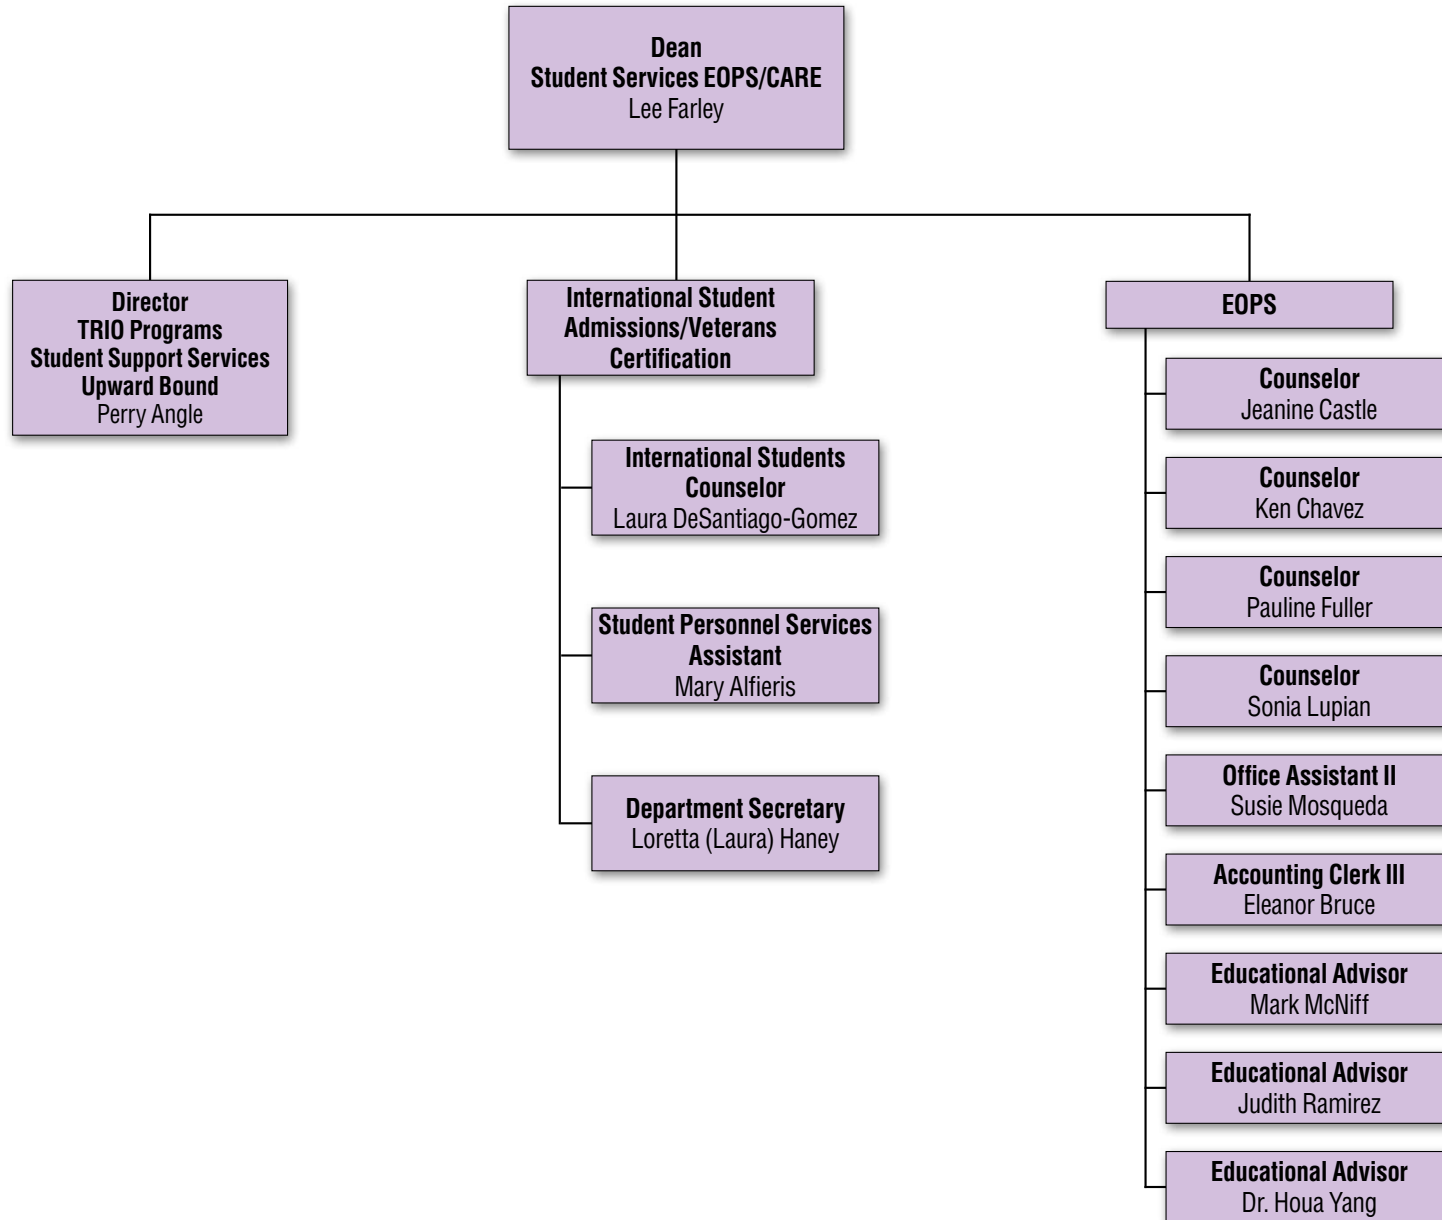 Dean
Student Services EOPS/CARE
Lee Farley
Director
TRIO Programs
Student Support Services
Upward Bound
Perry Angle
International Student
Admissions/Veterans
Certification
International Students
Counselor
Laura DeSantiago-Gomez
Student Personnel Services
Assistant
Mary Alfieris
Department Secretary
Loretta (Laura) Haney
EOPS
Counselor
Jeanine Castle
Counselor
Ken Chavez
Counselor
Pauline Fuller
Counselor
Sonia Lupian
Office Assistant II
Susie Mosqueda
Accounting Clerk III
Eleanor Bruce
Educational Advisor
Mark McNiff
Educational Advisor
Judith Ramirez
Educational Advisor
Dr. Houa Yang